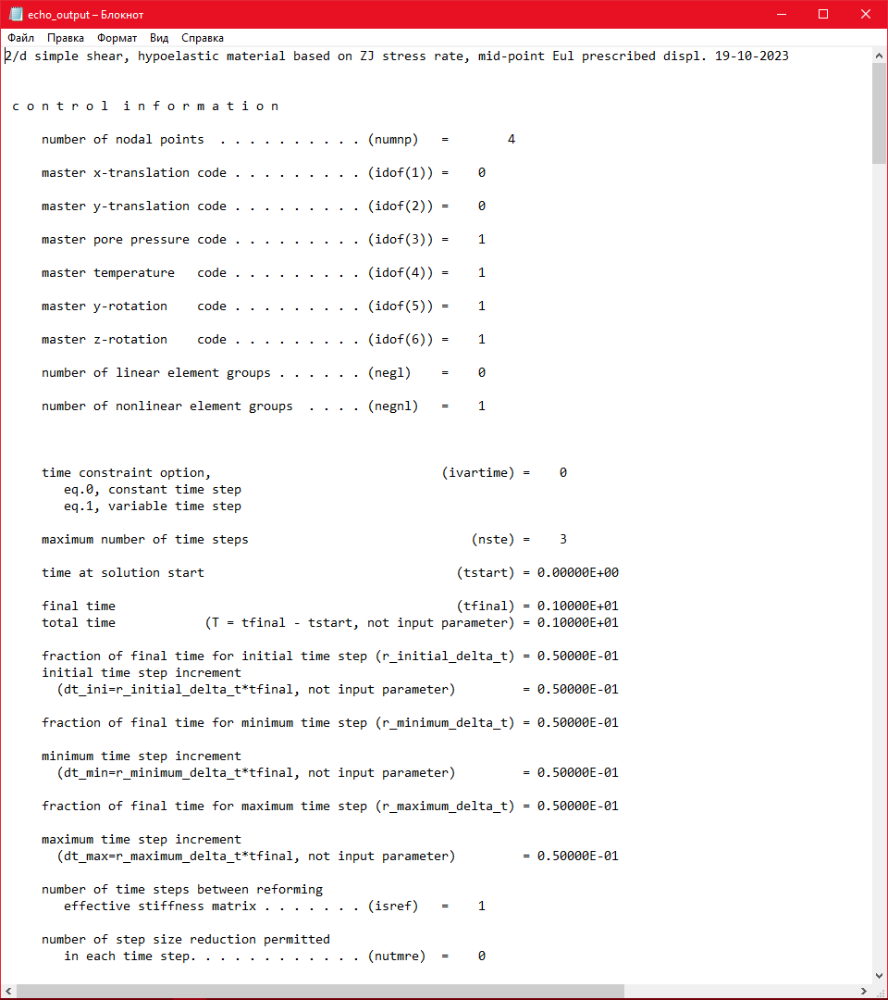 echo_output – Блокнот
Файл Правка Формат Вид Справка
2/d simple shear, hypoelastic material based on ZJ stress rate, mid-point Eul prescribed displ. 19-10-2023
c o n t r o l  i n f o r m a t i o n
number of nodal points  . . . . . . . . . . (numnp)   =        4
master x-translation code . . . . . . . . . (idof(1)) =    0
master y-translation code . . . . . . . . . (idof(2)) =    0
master pore pressure code . . . . . . . . . (idof(3)) =    1
master temperature   code . . . . . . . . . (idof(4)) =    1
master y-rotation    code . . . . . . . . . (idof(5)) =    1
master z-rotation    code . . . . . . . . . (idof(6)) =    1
number of linear element groups . . . . . . (negl)    =    0
number of nonlinear element groups  . . . . (negnl)   =    1
time constraint option,                               (ivartime) =    0
eq.0, constant time step
eq.1, variable time step
maximum number of time steps                              (nste) =    3
time at solution start                                  (tstart) = 0.00000E+00
final time                                              (tfinal) = 0.10000E+01
total time            (T = tfinal - tstart, not input parameter) = 0.10000E+01
fraction of final time for initial time step (r_initial_delta_t) = 0.50000E-01
initial time step increment
(dt_ini=r_initial_delta_t*tfinal, not input parameter)         = 0.50000E-01
fraction of final time for minimum time step (r_minimum_delta_t) = 0.50000E-01
minimum time step increment
(dt_min=r_minimum_delta_t*tfinal, not input parameter)         = 0.50000E-01
fraction of final time for maximum time step (r_maximum_delta_t) = 0.50000E-01
maximum time step increment
(dt_max=r_maximum_delta_t*tfinal, not input parameter)         = 0.50000E-01
number of time steps between reforming
effective stiffness matrix . . . . . . . (isref)   =    1
number of step size reduction permitted
in each time step. . . . . . . . . . . . (nutmre)  =    0